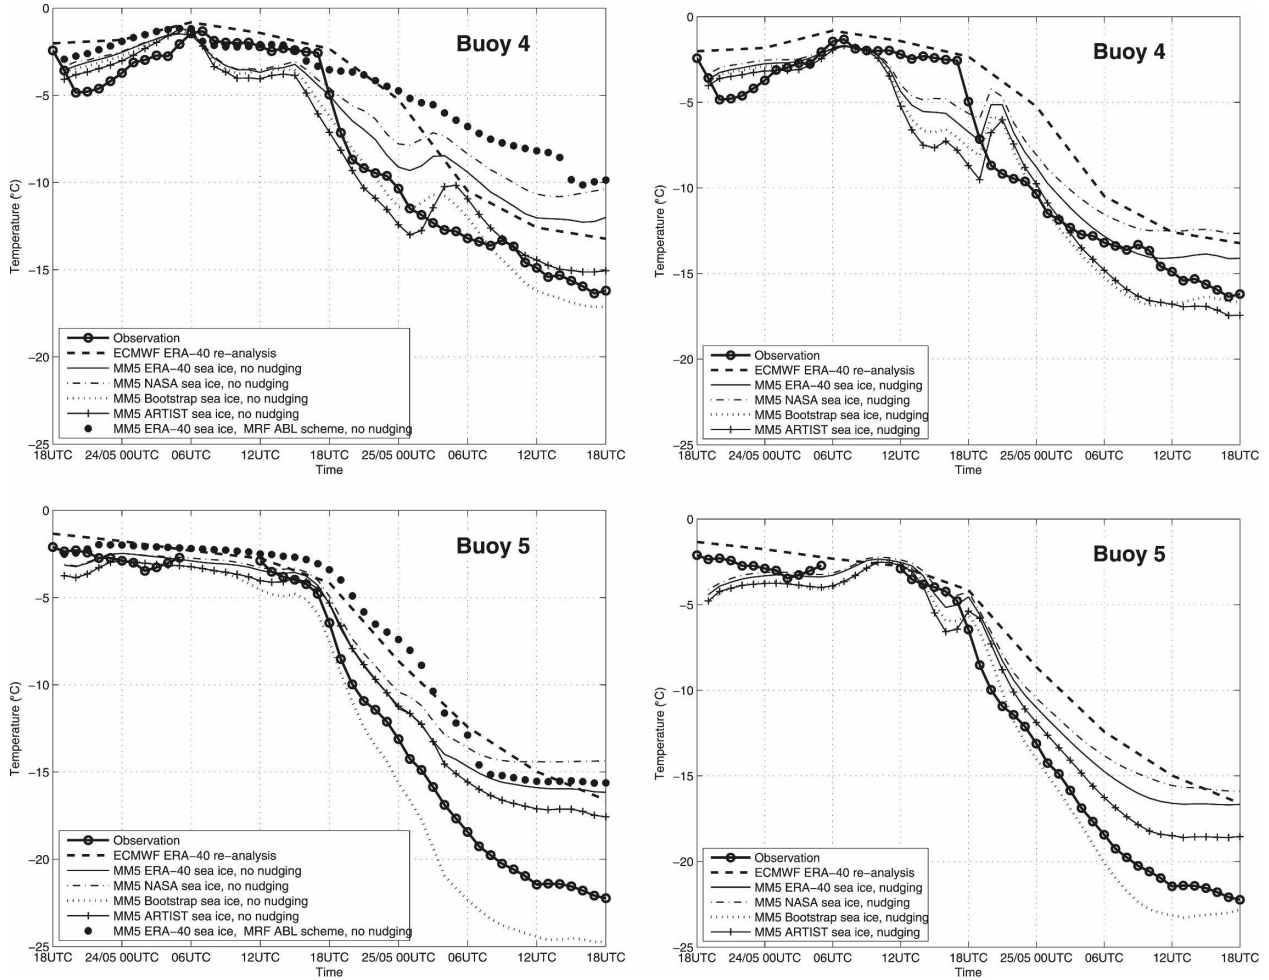 Buoy 4
Temperature (°C)
0
−5
−10
−15
−20
−25
Observation
ECMWF ERA−40 re−analysis
MM5 ERA−40 sea ice, no nudging
MM5 NASA sea ice, no nudging
MM5 Bootstrap sea ice, no nudging
MM5 ARTIST sea ice, no nudging
MM5 ERA−40 sea ice, MRF ABL scheme, no nudging
18UTC 24/05 00UTC 06UTC 12UTC 18UTC 25/05 00UTC 06UTC 12UTC 18UTC
Time
Buoy 4
Temperature (°C)
0
−5
−10
−15
−20
−25
Observation
ECMWF ERA−40 re−analysis
MM5 ERA−40 sea ice, nudging
MM5 NASA sea ice, nudging
MM5 Bootstrap sea ice, nudging
MM5 ARTIST sea ice, nudging
18UTC 24/05 00UTC 06UTC 12UTC 18UTC 25/05 00UTC 06UTC 12UTC 18UTC
Time
Buoy 5
Temperature (°C)
0
−5
−10
−15
−20
−25
Observation
ECMWF ERA−40 re−analysis
MM5 ERA−40 sea ice, no nudging
MM5 NASA sea ice, no nudging
MM5 Bootstrap sea ice, no nudging
MM5 ARTIST sea ice, no nudging
MM5 ERA−40 sea ice, MRF ABL scheme, no nudging
18UTC 24/05 00UTC 06UTC 12UTC 18UTC 25/05 00UTC 06UTC 12UTC 18UTC
Time
Buoy 5
Temperature (°C)
0
−5
−10
−15
−20
−25
Observation
ECMWF ERA−40 re−analysis
MM5 ERA−40 sea ice, nudging
MM5 NASA sea ice, nudging
MM5 Bootstrap sea ice, nudging
MM5 ARTIST sea ice, nudging
18UTC 24/05 00UTC 06UTC 12UTC 18UTC 25/05 00UTC 06UTC 12UTC 18UTC
Time